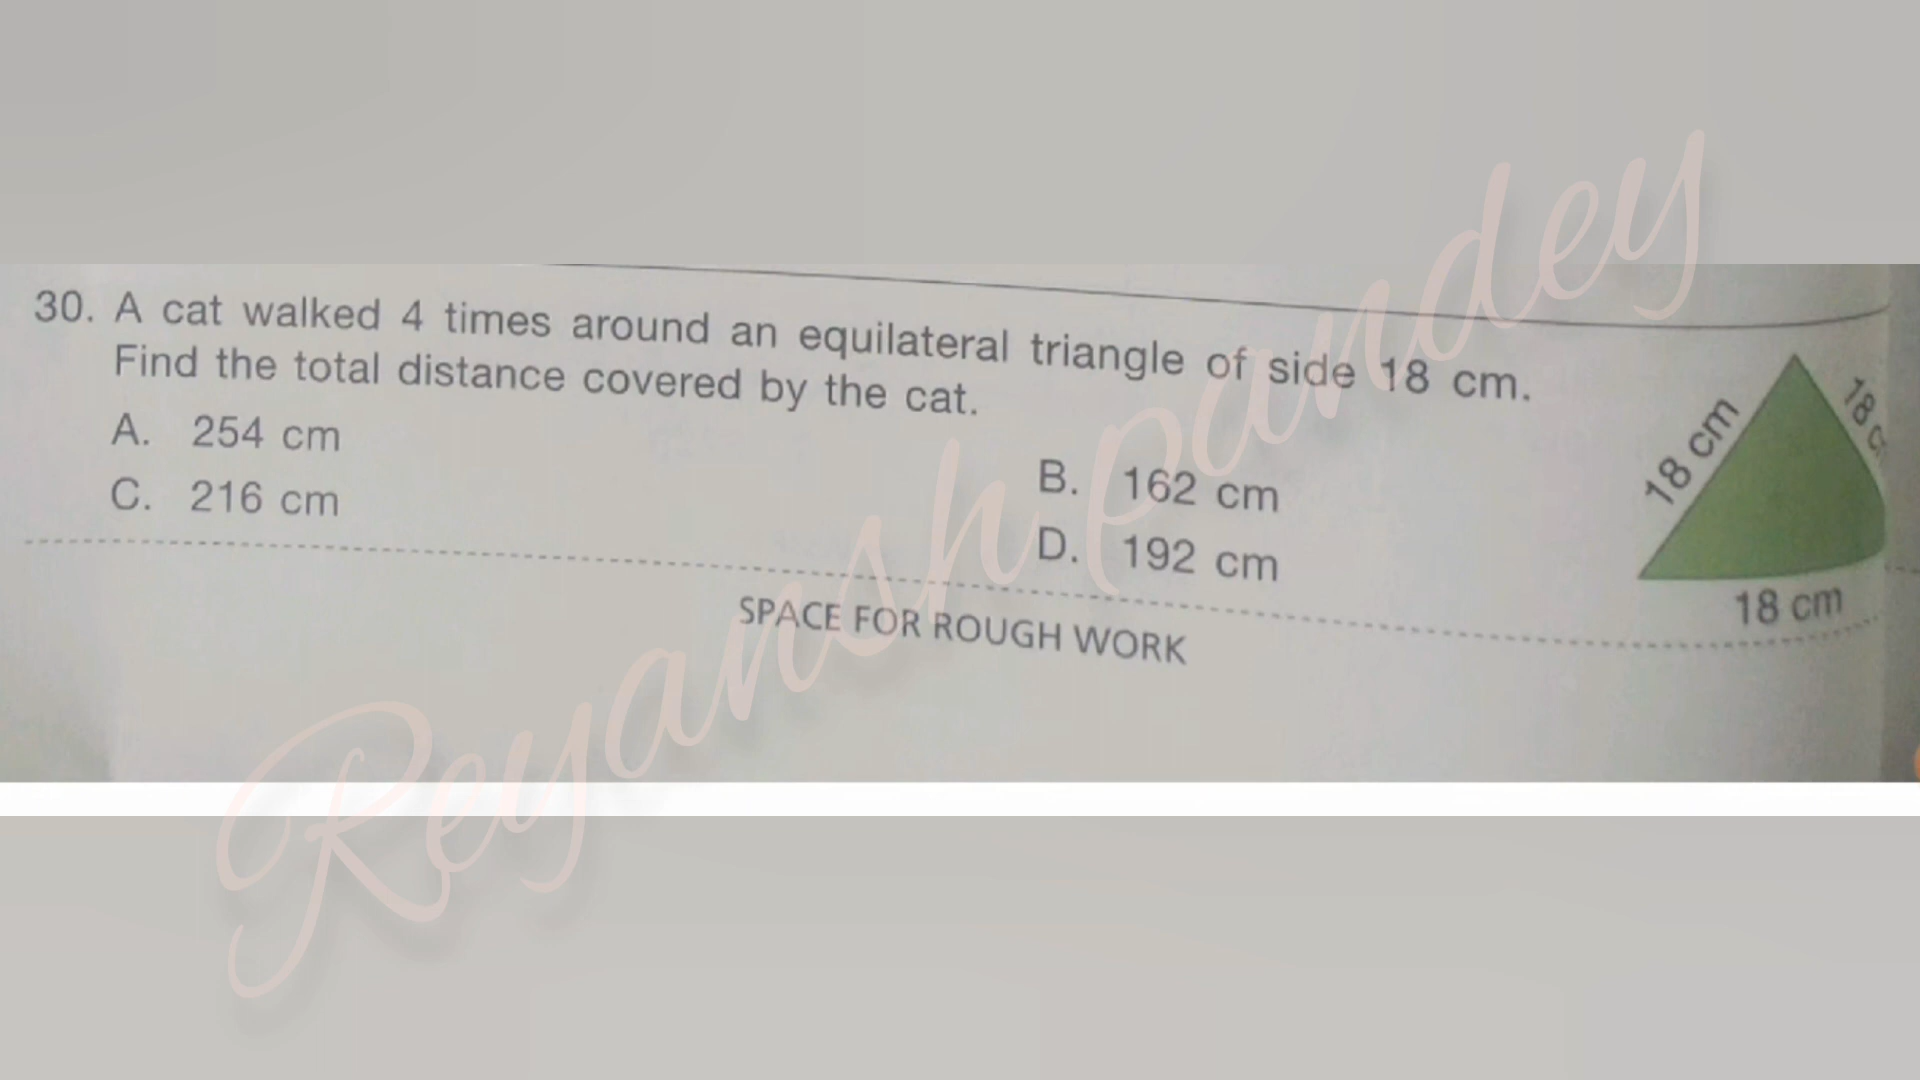 30. A cat walked 4 times around an equilateral triangle of side 18 cm.
Find the total distance covered by the cat.
A. 254 cm
B. 162 cm
C. 216 cm
D. 192 cm
18 cm
18 c
18 cm
SPACE FOR ROUGH WORK
Reyansh pandey